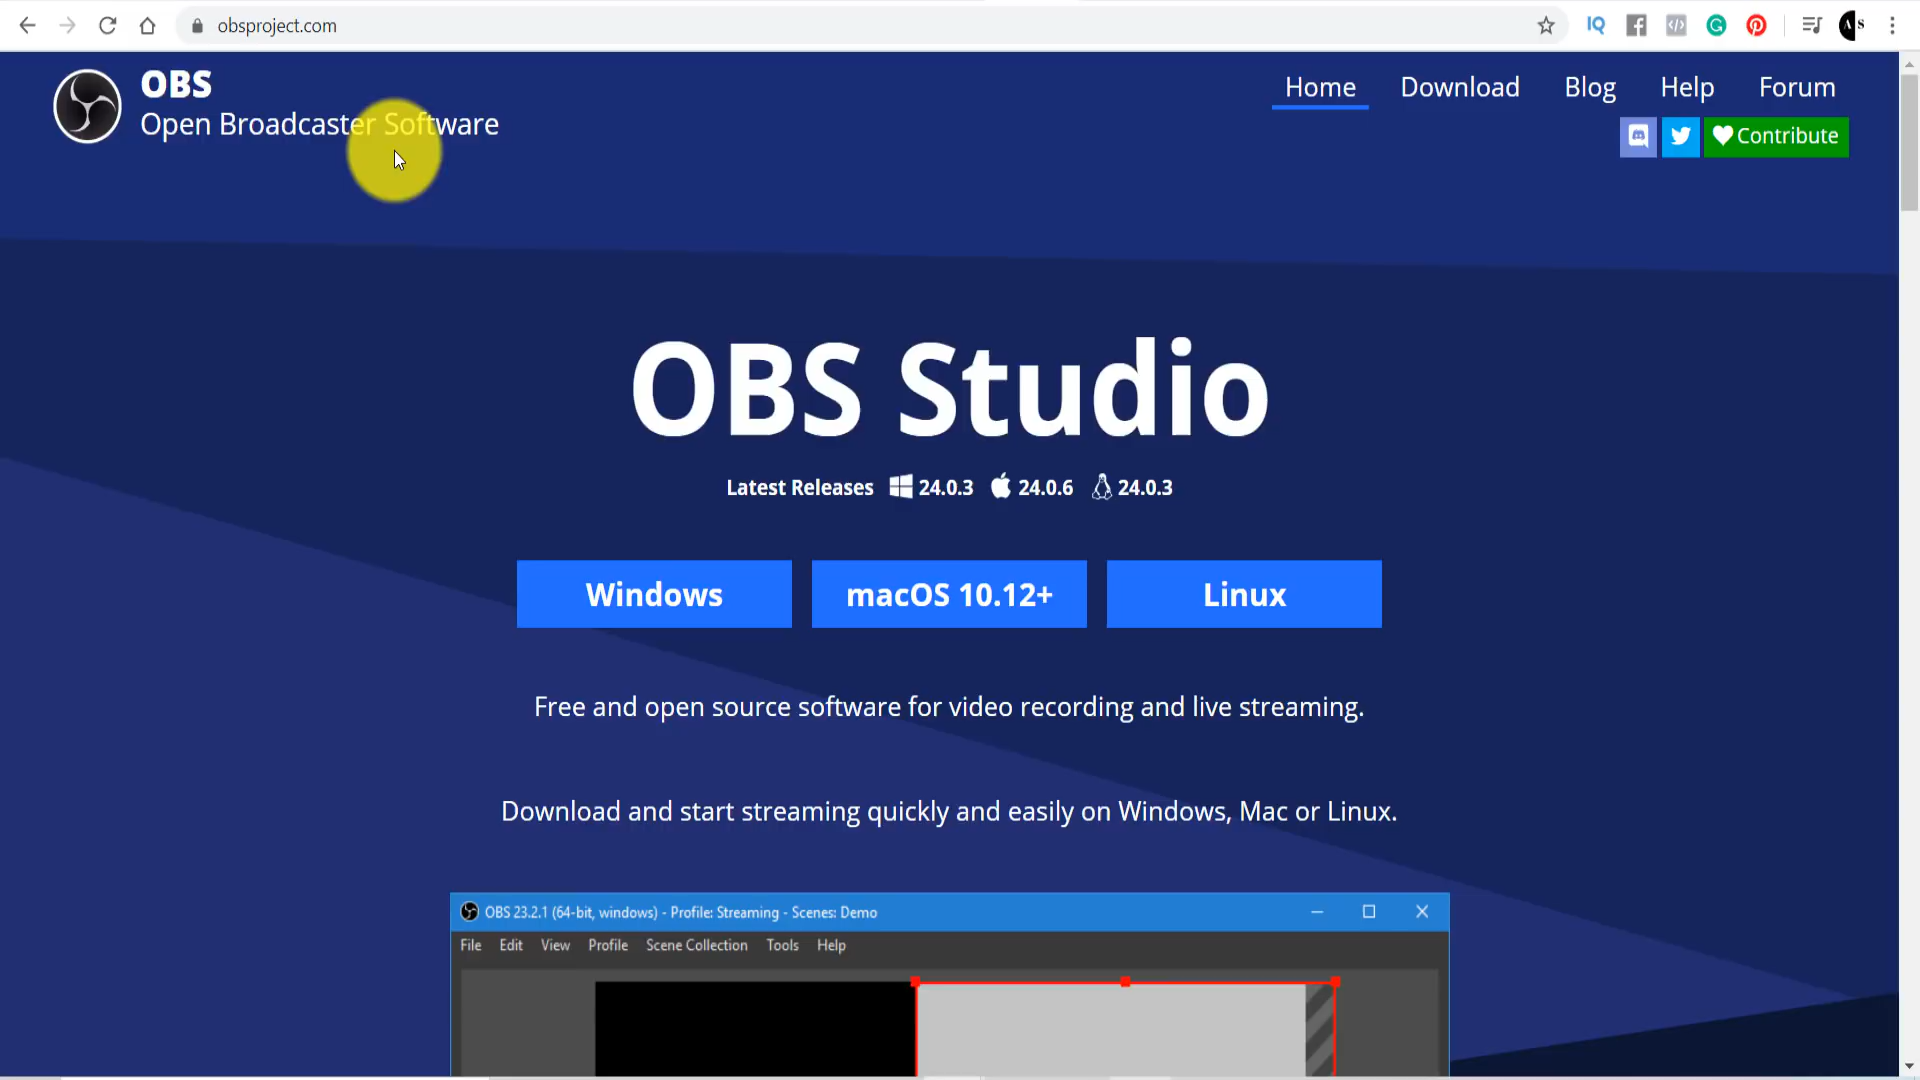 obsproject.com
IQ
</>
A S
OBS
Open Broadcaster Software
Home Download Blog Help Forum
Contribute
OBS Studio
Latest Releases 24.0.3 24.0.6 24.0.3
Windows macOS 10.12+ Linux
Free and open source software for video recording and live streaming.
Download and start streaming quickly and easily on Windows, Mac or Linux.
OBS 23.2.1 (64-bit, windows) - Profile: Streaming - Scenes: Demo
File Edit View Profile Scene Collection Tools Help